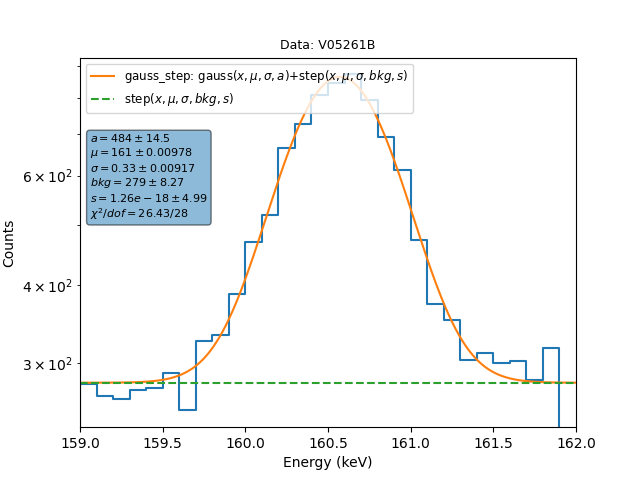 Data: V05261B
gauss_step: gauss(x, μ, σ, a)+step(x, μ, σ, bkg, s)
step(x, μ, σ, bkg, s)
a = 484 ± 14.5
μ = 161 ± 0.00978
σ = 0.33 ± 0.00917
bkg = 279 ± 8.27
s = 1.26e − 18 ± 4.99
χ²/dof = 26.43/28
6 × 10²
4 × 10²
3 × 10²
Counts
159.0 159.5 160.0 160.5 161.0 161.5 162.0
Energy (keV)